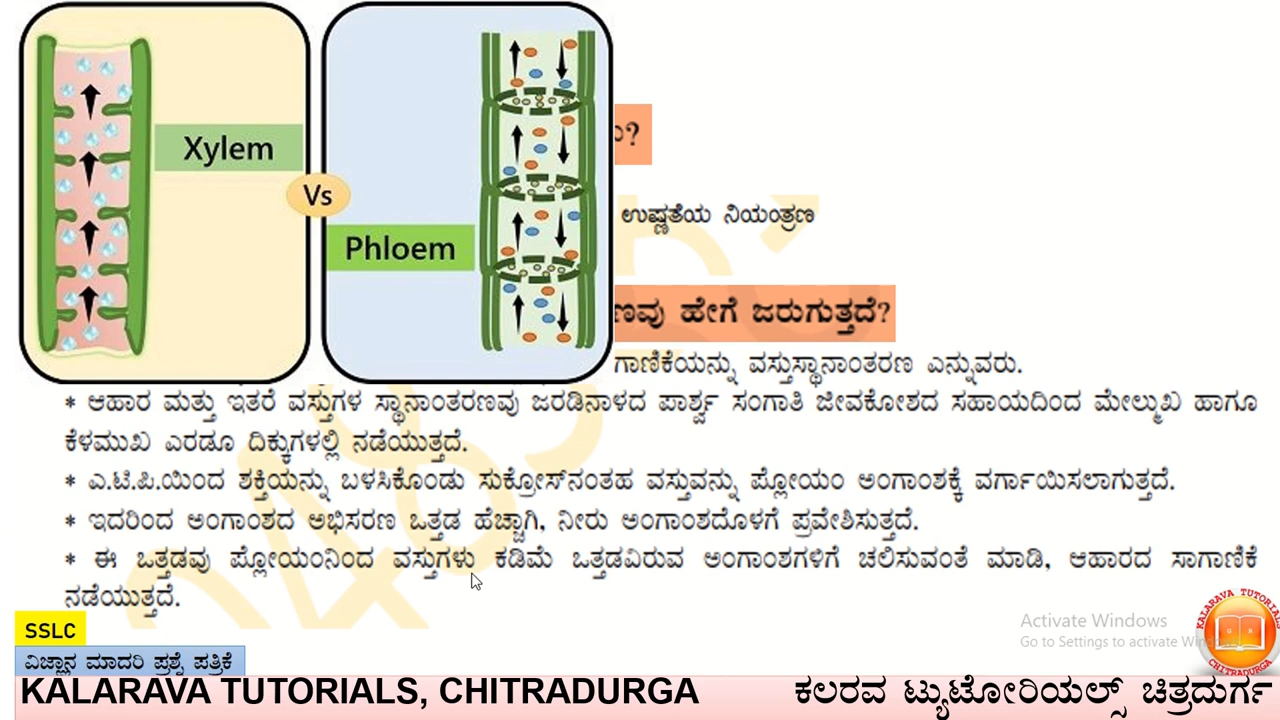 Xylem
Vs
Phloem
ಉಷ್ಣತೆಯ ನಿಯಂತ್ರಣ
ಹೇಗೆ ಜರುಗುತ್ತದೆ?
ಗಾಣಿಕೆಯನ್ನು ವಸ್ತುಸ್ಥಾನಾಂತರಣ ಎನ್ನುವರು.
* ಆಹಾರ ಮತ್ತು ಇತರೆ ವಸ್ತುಗಳ ಸ್ಥಾನಾಂತರಣವು ಜರಡಿನಾಳದ ಪಾರ್ಶ್ವ ಸಂಗಾತಿ ಜೀವಕೋಶದ ಸಹಾಯದಿಂದ ಮೇಲ್ಮುಖ ಹಾಗೂ
ಕೆಳಮುಖ ಎರಡೂ ದಿಕ್ಕುಗಳಲ್ಲಿ ನಡೆಯುತ್ತದೆ.
* ಎ.ಟಿ.ಪಿ.ಯಿಂದ ಶಕ್ತಿಯನ್ನು ಬಳಸಿಕೊಂಡು ಸುಕ್ರೋಸ್‌ನಂತಹ ವಸ್ತುವನ್ನು ಪ್ಲೋಯಂ ಅಂಗಾಂಶಕ್ಕೆ ವರ್ಗಾಯಿಸಲಾಗುತ್ತದೆ.
* ಇದರಿಂದ ಅಂಗಾಂಶದ ಅಭಿಸರಣ ಒತ್ತಡ ಹೆಚ್ಚಾಗಿ, ನೀರು ಅಂಗಾಂಶದೊಳಗೆ ಪ್ರವೇಶಿಸುತ್ತದೆ.
* ಈ ಒತ್ತಡವು ಪ್ಲೋಯಂನಿಂದ ವಸ್ತುಗಳು ಕಡಿಮೆ ಒತ್ತಡವಿರುವ ಅಂಗಾಂಶಗಳಿಗೆ ಚಲಿಸುವಂತೆ ಮಾಡಿ, ಆಹಾರದ ಸಾಗಾಣಿಕೆ
ನಡೆಯುತ್ತದೆ.
Activate Windows
Go to Settings to activate
KALARAVA TUTORIALS
CHITRADURGA
SSLC
ವಿಜ್ಞಾನ ಮಾದರಿ ಪ್ರಶ್ನೆ ಪತ್ರಿಕೆ
KALARAVA TUTORIALS, CHITRADURGA ಕಲರವ ಟ್ಯುಟೋರಿಯಲ್ಸ್ ಚಿತ್ರದುರ್ಗ